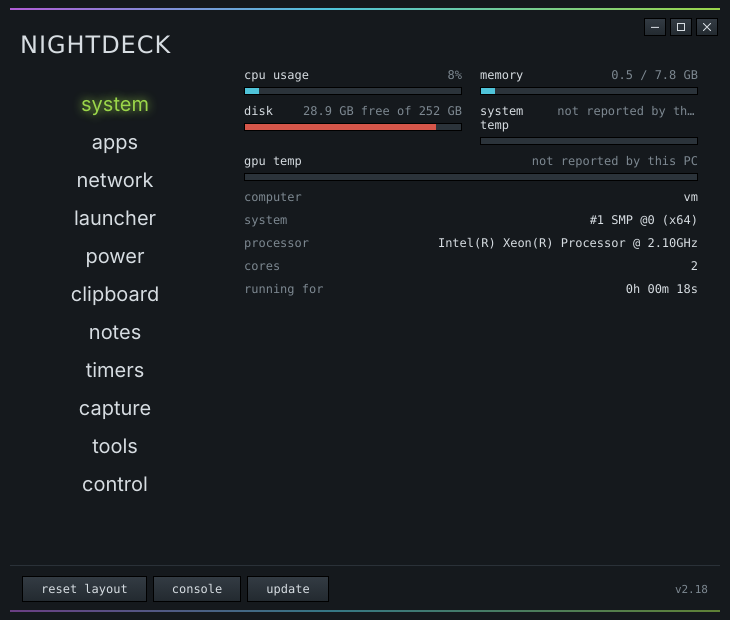 NIGHTDECK
system
apps
network
launcher
power
clipboard
notes
timers
capture
tools
control
cpu usage 8%
memory 0.5 / 7.8 GB
disk 28.9 GB free of 252 GB
system temp not reported by th…
gpu temp not reported by this PC
computer vm
system #1 SMP @0 (x64)
processor Intel(R) Xeon(R) Processor @ 2.10GHz
cores 2
running for 0h 00m 18s
reset layout console update v2.18